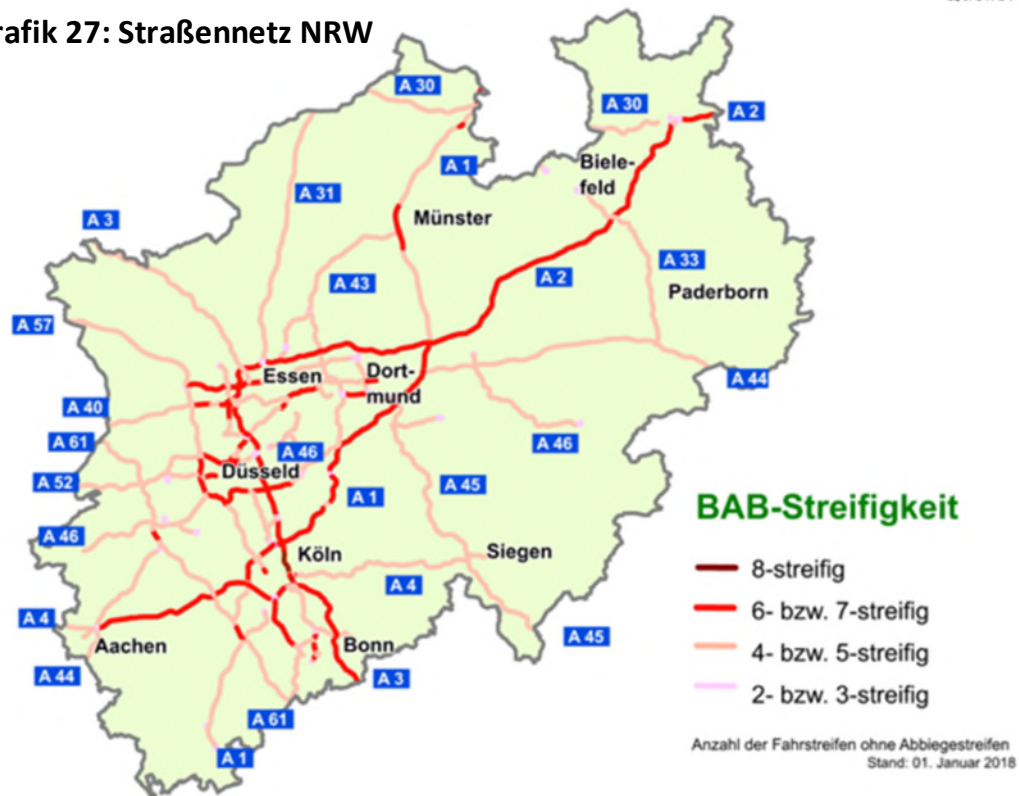 rafik 27: Straßennetz NRW
A 30
A 30
A 2
A 1
Biele-
feld
A 31
Münster
A 3
A 33
A 2
A 43
Paderborn
A 57
Essen
Dort-
mund
A 44
A 40
A 61
A 46
A 46
Düsseld
A 52
A 45
A 1
BAB-Streifigkeit
A 46
Köln
Siegen
8-streifig
A 4
6- bzw. 7-streifig
A 4
A 45
Aachen
Bonn
4- bzw. 5-streifig
A 44
A 3
2- bzw. 3-streifig
A 61
A 1
Anzahl der Fahrstreifen ohne Abbiegestreifen
Stand: 01. Januar 2018